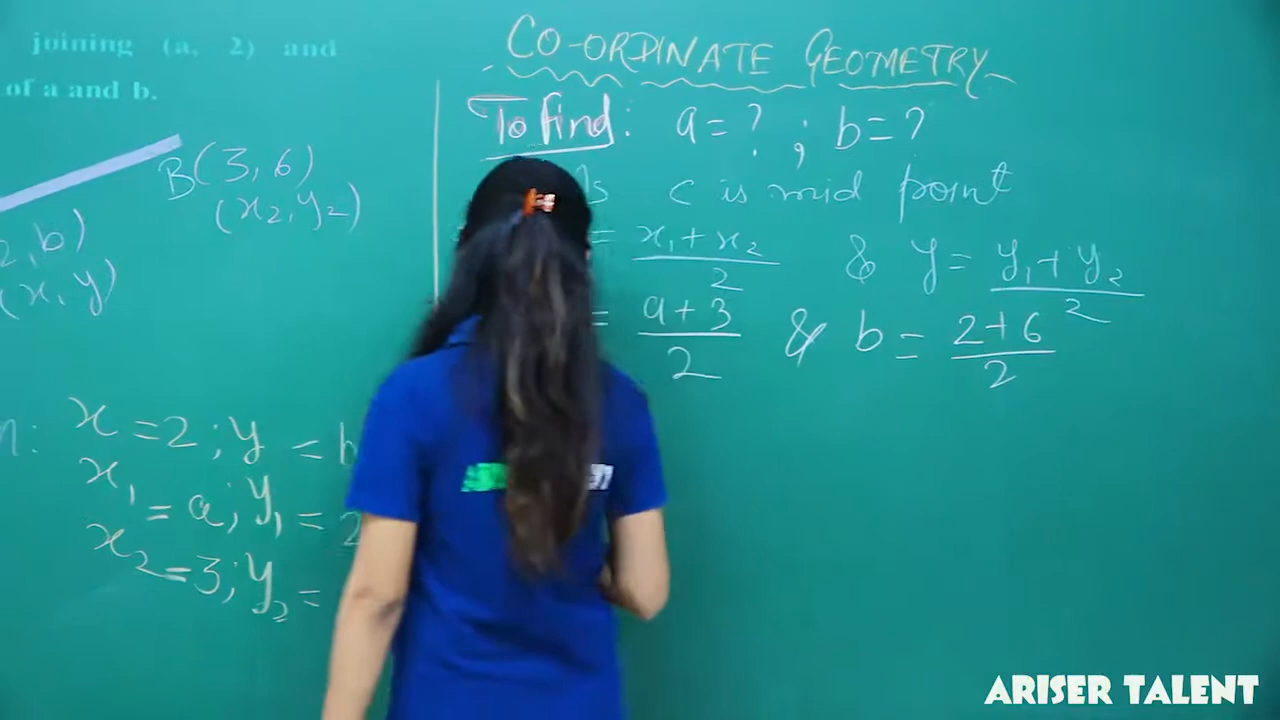 joining (a, 2) and
of a and b.
B(3, 6)
(x₂, y₂)
2, b)
(x, y)
x = 2 ; y = b
x₁ = a ; y₁ = 2
x₂ = 3 ; y₂ =
CO-ORDINATE GEOMETRY
To find : a = ? ; b = ?
c is mid point
= x₁ + x₂ / 2 & y = y₁ + y₂ / 2
= a + 3 / 2 & b = 2 + 6 / 2
ARISER TALENT